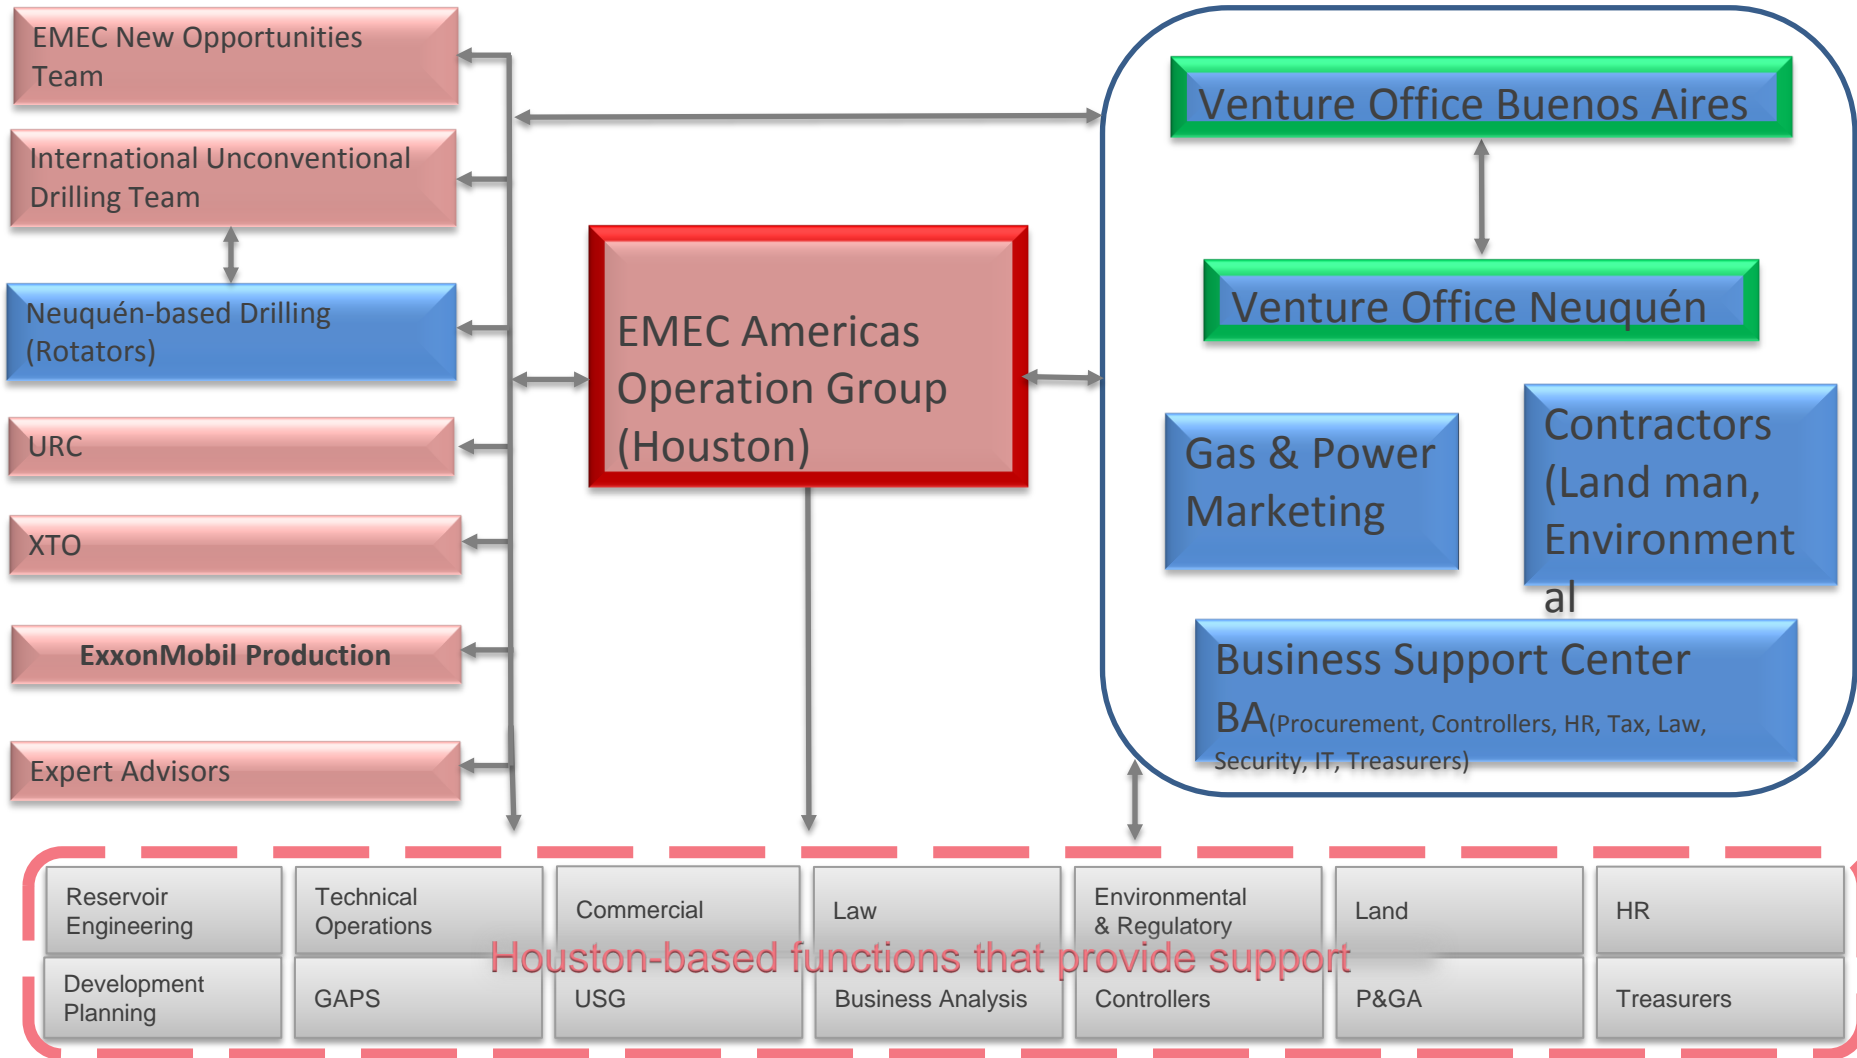 EMEC New Opportunities
Team
International Unconventional
Drilling Team
Neuquén-based Drilling
(Rotators)
URC
XTO
ExxonMobil Production
Expert Advisors
EMEC Americas
Operation Group
(Houston)
Venture Office Buenos Aires
Venture Office Neuquén
Gas & Power
Marketing
Contractors
(Land man,
Environment
al
Business Support Center
BA(Procurement, Controllers, HR, Tax, Law,
Security, IT, Treasurers)
Reservoir
Engineering
Technical
Operations
Commercial
Law
Environmental
& Regulatory
Land
HR
Houston-based functions that provide support
Development
Planning
GAPS
USG
Business Analysis
Controllers
P&GA
Treasurers